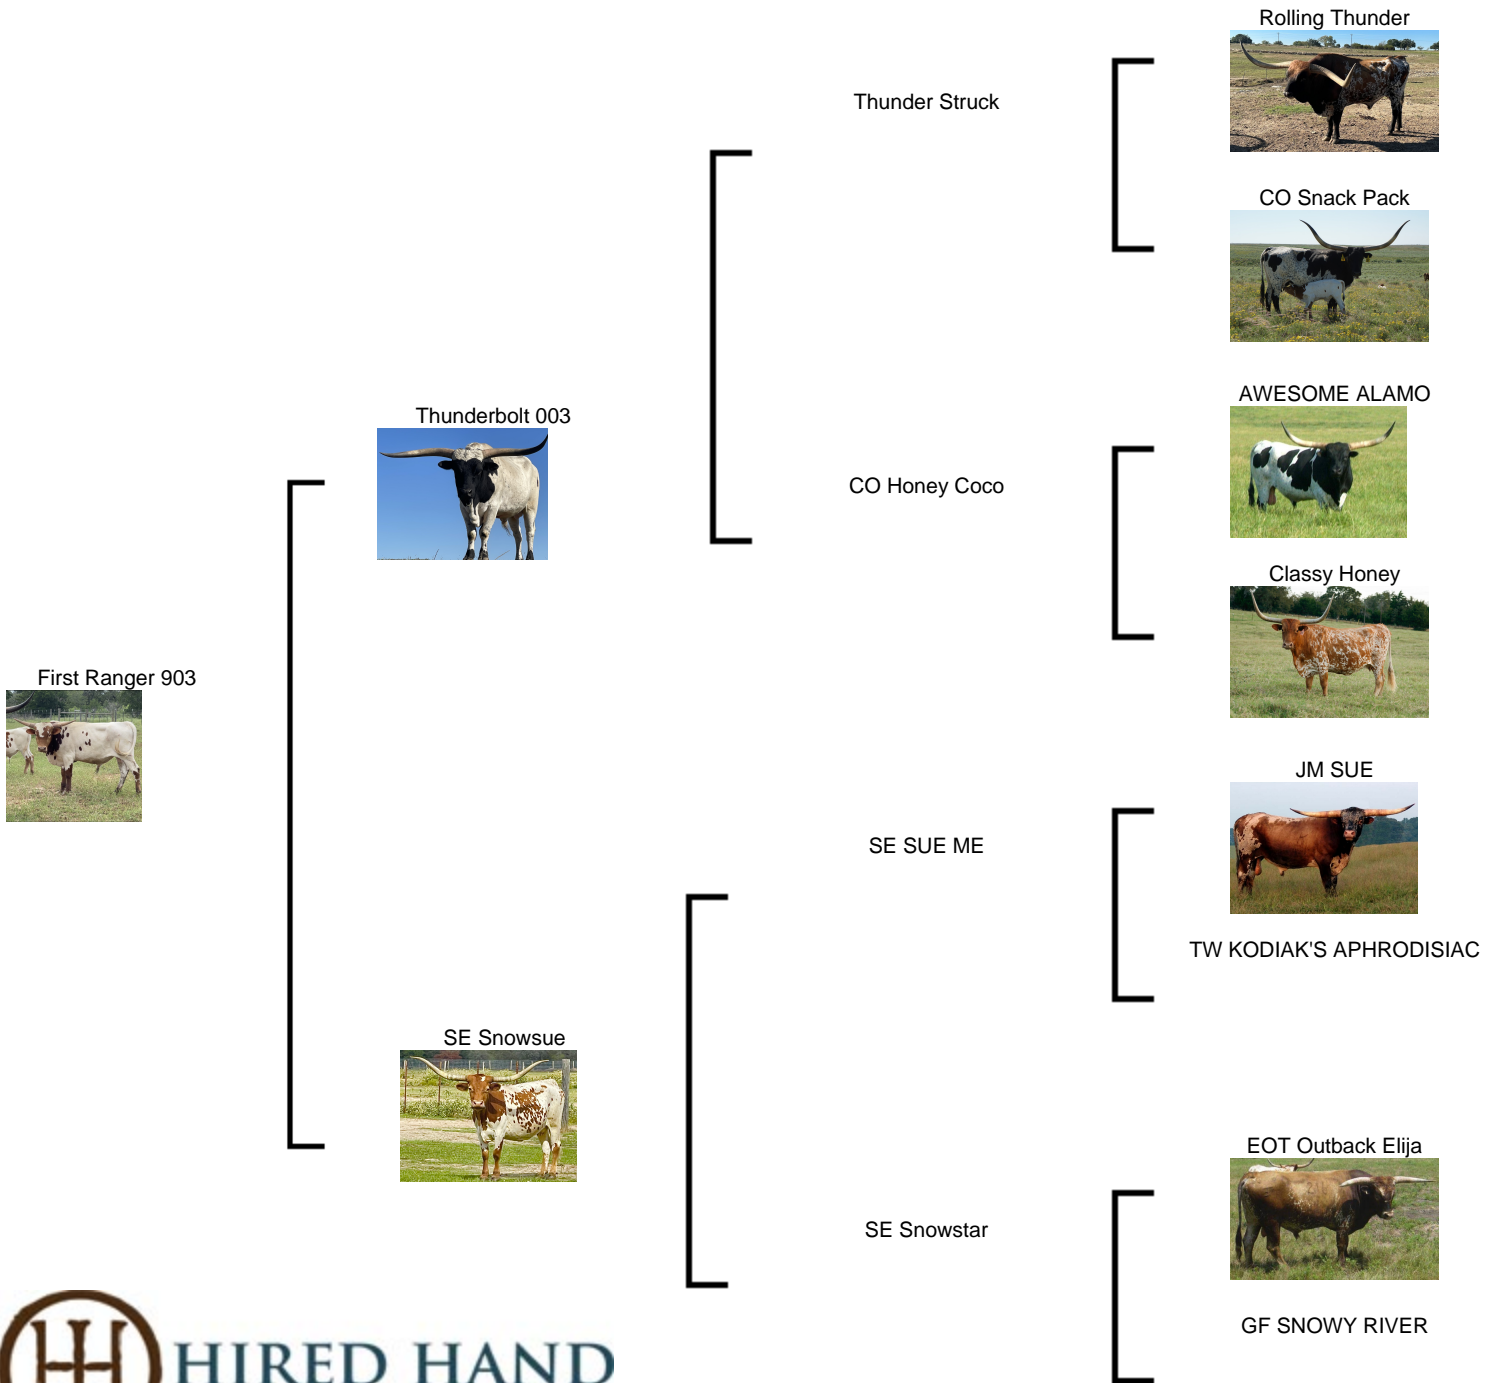 Rolling Thunder
Thunder Struck
CO Snack Pack
AWESOME ALAMO
Thunderbolt 003
CO Honey Coco
Classy Honey
First Ranger 903
JM SUE
SE SUE ME
TW KODIAK'S APHRODISIAC
SE Snowsue
EOT Outback Elija
SE Snowstar
GF SNOWY RIVER
HIRED HAND